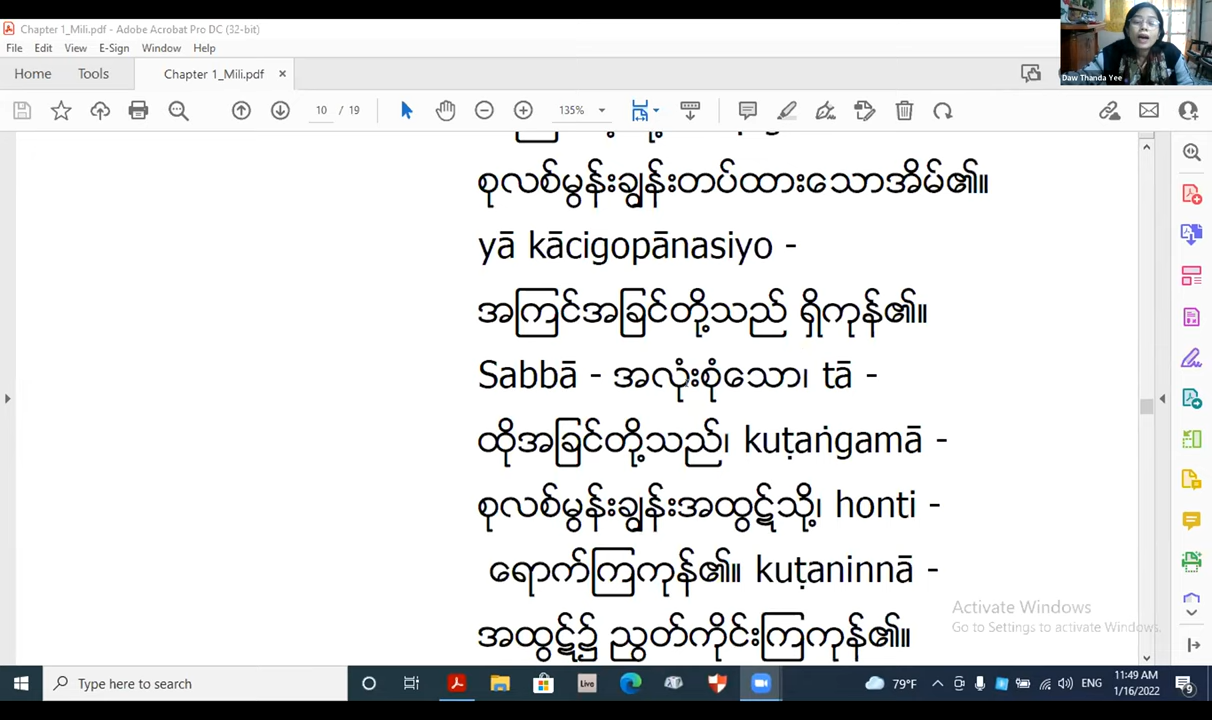 Chapter 1_Mili.pdf - Adobe Acrobat Pro DC (32-bit)
File Edit View E-Sign Window Help
Home Tools Chapter 1_Mili.pdf ×
10 / 19 135%
Daw Thanda Yee
စုလစ်မွန်းချွန်းတပ်ထားသောအိမ်၏။
yā kācigopānasiyo -
အကြင်အခြင်တို့သည် ရှိကုန်၏။
Sabbā - အလုံးစုံသော၊ tā -
ထိုအခြင်တို့သည်၊ kuṭaṅgamā -
စုလစ်မွန်းချွန်းအထွဋ်သို့၊ honti -
ရောက်ကြကုန်၏။ kuṭaninnā -
အထွဋ်၌ ညွတ်ကိုင်းကြကုန်၏။
Activate Windows
Go to Settings to activate Windows.
Type here to search
Live
79°F
ENG
11:49 AM
1/16/2022
9